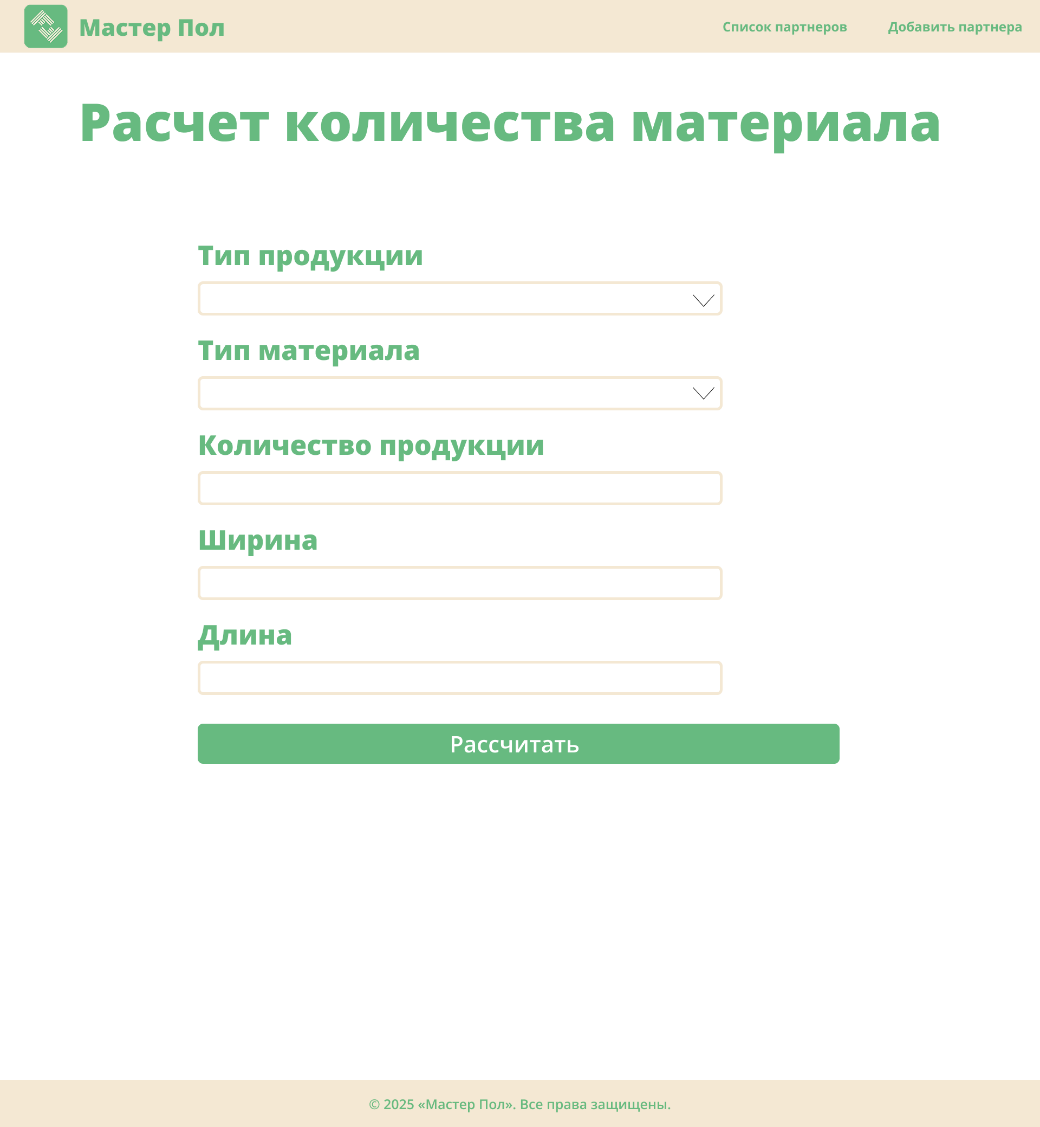 Мастер Пол
Список партнеров
Добавить партнера
Расчет количества материала
Тип продукции
Тип материала
Количество продукции
Ширина
Длина
Рассчитать
© 2025 «Мастер Пол». Все права защищены.